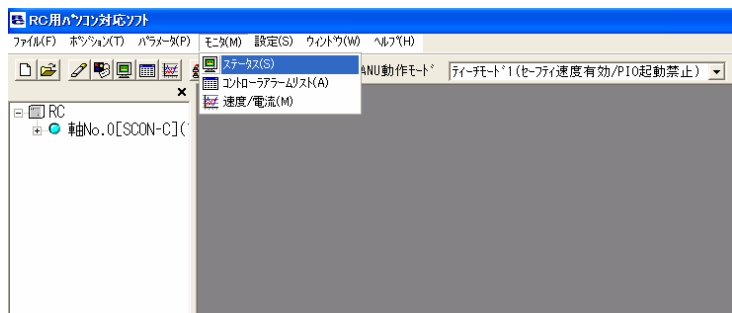 RC用ﾊﾟｿｺﾝ対応ｿﾌﾄ
ﾌｧｲﾙ(F) ﾎﾟｼﾞｼｮﾝ(T) ﾊﾟﾗﾒｰﾀ(P) ﾓﾆﾀ(M) 設定(S) ｳｨﾝﾄﾞｳ(W) ﾍﾙﾌﾟ(H)
ｽﾃｰﾀｽ(S)
ANU動作ﾓｰﾄﾞ ﾃｨｰﾁﾓｰﾄﾞ1(ｾｰﾌﾃｨ速度有効/PIO起動禁止)
ｺﾝﾄﾛｰﾗｱﾗｰﾑﾘｽﾄ(A)
速度/電流(M)
RC
軸No.0[SCON-C](